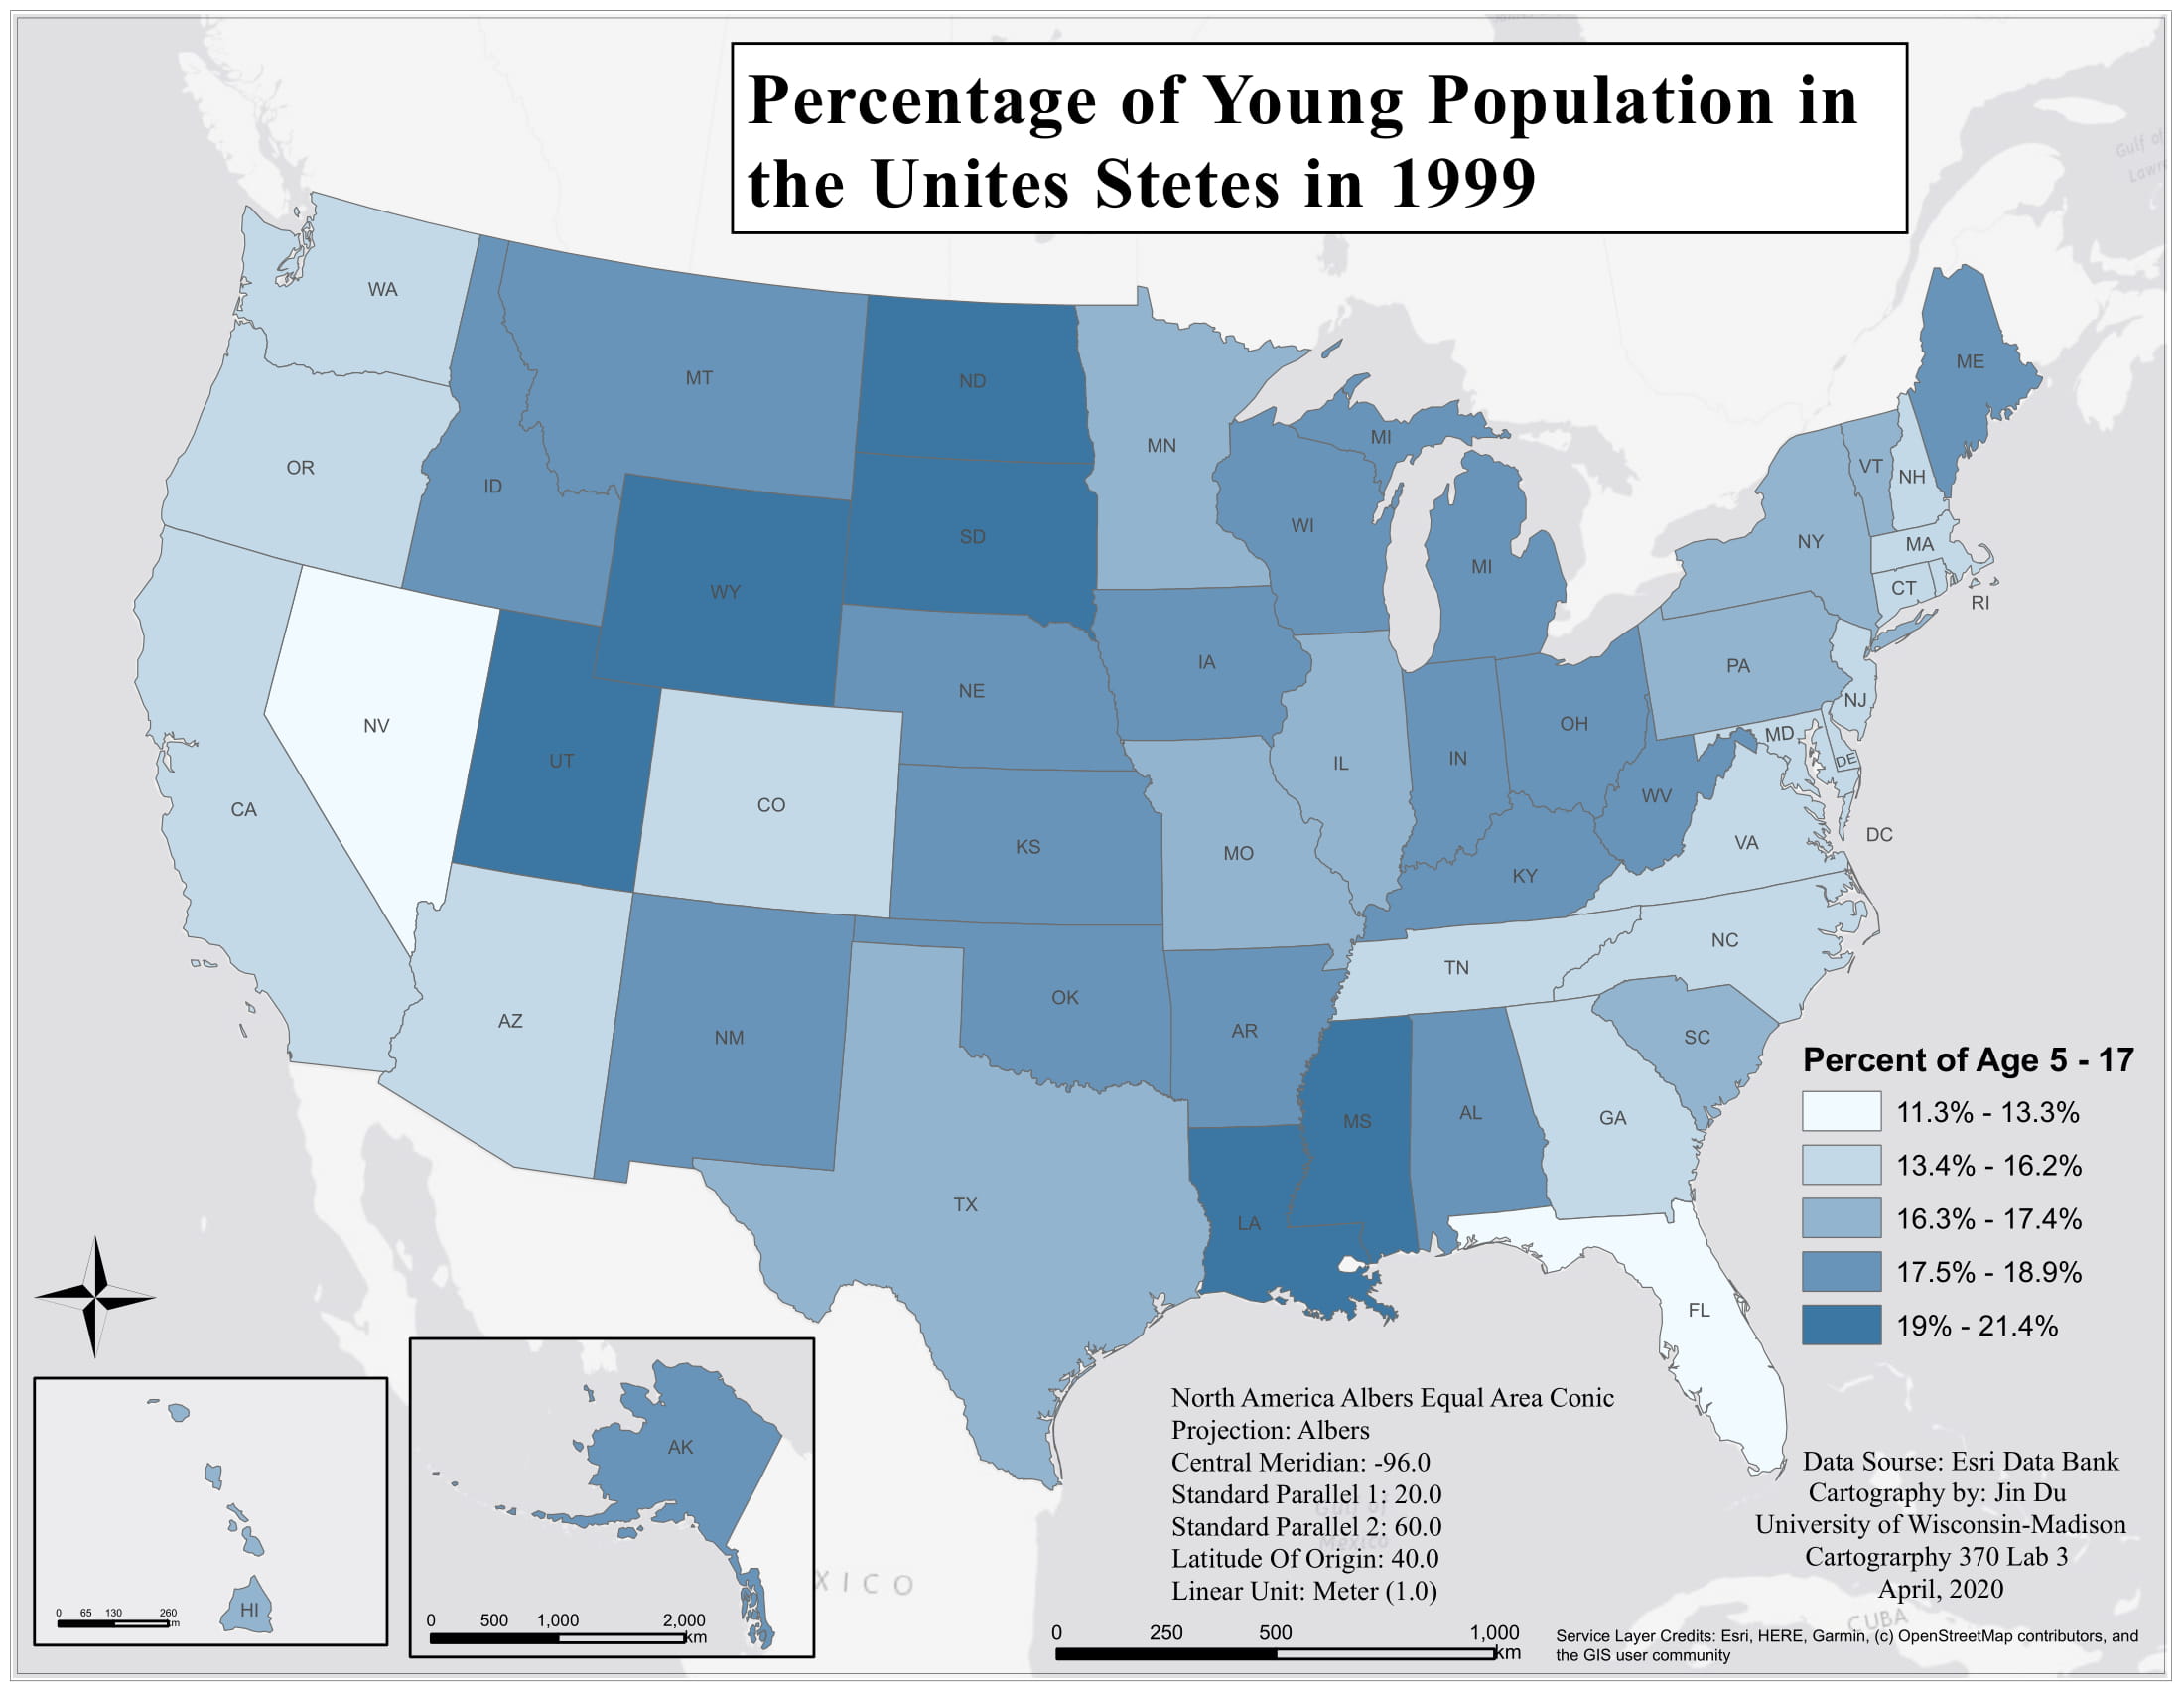 Percentage of Young Population in
the Unites Stetes in 1999
Gulf of
WA
MT
ND
MN
ME
OR
ID
MI
VT
NH
SD
WI
NY
MA
WY
MI
CT
RI
IA
PA
NE
NJ
NV
OH
MD
UT
IL
IN
DE
CA
CO
KS
MO
WV
VA
DC
KY
NC
TN
AZ
NM
OK
AR
SC
MS
AL
GA
TX
LA
FL
Percent of Age 5 - 17
11.3% - 13.3%
13.4% - 16.2%
16.3% - 17.4%
17.5% - 18.9%
19% - 21.4%
HI
0 65 130 260
km
AK
0 500 1,000 2,000
km
XICO
North America Albers Equal Area Conic
Projection: Albers
Central Meridian: -96.0
Standard Parallel 1: 20.0
Standard Parallel 2: 60.0
Latitude Of Origin: 40.0
Linear Unit: Meter (1.0)
Gulf of
Mexico
0 250 500 1,000
km
Data Sourse: Esri Data Bank
Cartography by: Jin Du
University of Wisconsin-Madison
Cartograrphy 370 Lab 3
April, 2020
CUBA
Service Layer Credits: Esri, HERE, Garmin, (c) OpenStreetMap contributors, and
the GIS user community